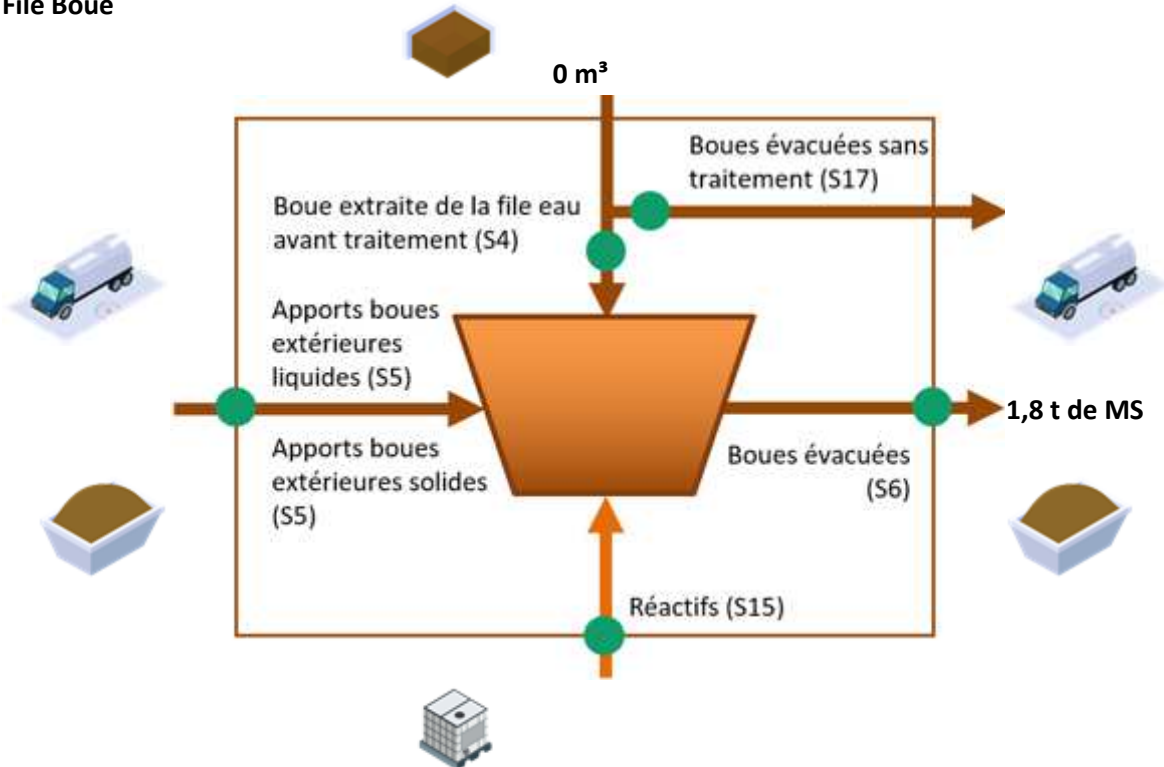 File Boue
0 m³
Boues évacuées sans
traitement (S17)
Boue extraite de la file eau
avant traitement (S4)
Apports boues
extérieures
liquides (S5)
1,8 t de MS
Apports boues
extérieures solides
(S5)
Boues évacuées
(S6)
Réactifs (S15)